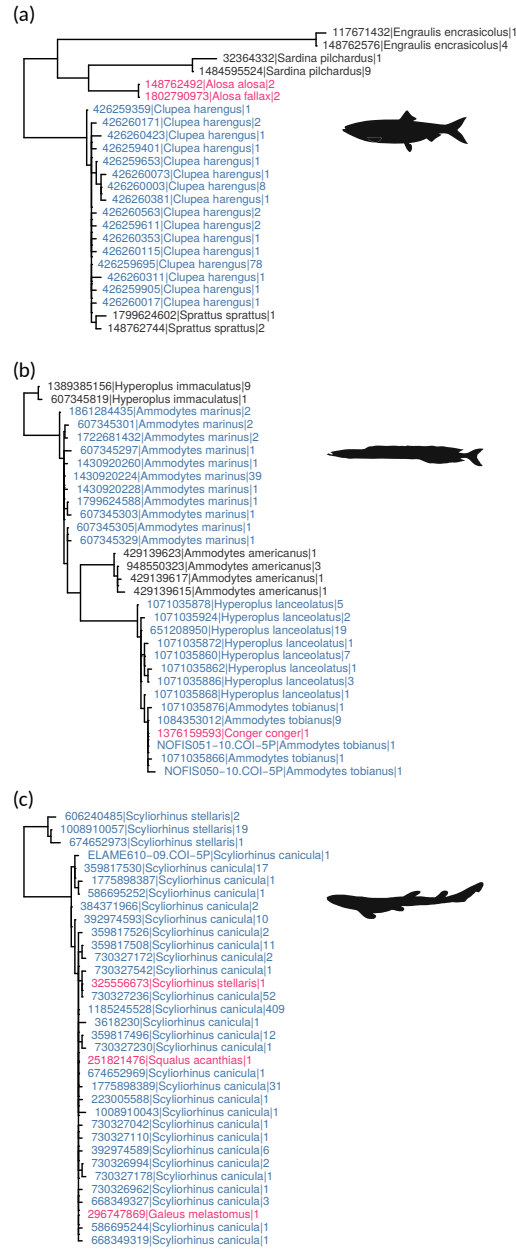 (a)
117671432|Engraulis encrasicolus|1
148762576|Engraulis encrasicolus|4
32364332|Sardina pilchardus|1
1484595524|Sardina pilchardus|9
148762492|Alosa alosa|2
1802790973|Alosa fallax|2
426259359|Clupea harengus|1
426260171|Clupea harengus|2
426260423|Clupea harengus|1
426259401|Clupea harengus|1
426259653|Clupea harengus|1
426260073|Clupea harengus|1
426260003|Clupea harengus|8
426260381|Clupea harengus|1
426260563|Clupea harengus|2
426259611|Clupea harengus|2
426260353|Clupea harengus|1
426260115|Clupea harengus|1
426259695|Clupea harengus|78
426260311|Clupea harengus|1
426259905|Clupea harengus|1
426260017|Clupea harengus|1
1799624602|Sprattus sprattus|1
148762744|Sprattus sprattus|2
(b)
1389385156|Hyperoplus immaculatus|9
607345819|Hyperoplus immaculatus|1
1861284435|Ammodytes marinus|2
607345301|Ammodytes marinus|2
1722681432|Ammodytes marinus|2
607345297|Ammodytes marinus|1
1430920260|Ammodytes marinus|1
1430920224|Ammodytes marinus|39
1430920228|Ammodytes marinus|1
1799624588|Ammodytes marinus|1
607345303|Ammodytes marinus|1
607345305|Ammodytes marinus|1
607345329|Ammodytes marinus|1
429139623|Ammodytes americanus|1
948550323|Ammodytes americanus|3
429139617|Ammodytes americanus|1
429139615|Ammodytes americanus|1
1071035878|Hyperoplus lanceolatus|5
1071035924|Hyperoplus lanceolatus|2
651208950|Hyperoplus lanceolatus|19
1071035872|Hyperoplus lanceolatus|1
1071035860|Hyperoplus lanceolatus|7
1071035862|Hyperoplus lanceolatus|1
1071035886|Hyperoplus lanceolatus|3
1071035868|Hyperoplus lanceolatus|1
1071035876|Ammodytes tobianus|1
1084353012|Ammodytes tobianus|9
1376159593|Conger conger|1
NOFIS051−10.COI−5P|Ammodytes tobianus|1
1071035866|Ammodytes tobianus|1
NOFIS050−10.COI−5P|Ammodytes tobianus|1
(c)
606240485|Scyliorhinus stellaris|2
1008910057|Scyliorhinus stellaris|19
674652973|Scyliorhinus stellaris|1
ELAME610−09.COI−5P|Scyliorhinus canicula|1
359817530|Scyliorhinus canicula|17
1775898387|Scyliorhinus canicula|1
586695252|Scyliorhinus canicula|1
384371966|Scyliorhinus canicula|2
392974593|Scyliorhinus canicula|10
359817526|Scyliorhinus canicula|2
359817508|Scyliorhinus canicula|11
730327172|Scyliorhinus canicula|2
730327542|Scyliorhinus canicula|1
325556673|Scyliorhinus stellaris|1
730327236|Scyliorhinus canicula|52
1185245528|Scyliorhinus canicula|409
3618230|Scyliorhinus canicula|1
359817496|Scyliorhinus canicula|12
730327230|Scyliorhinus canicula|1
251821476|Squalus acanthias|1
674652969|Scyliorhinus canicula|1
1775898389|Scyliorhinus canicula|31
223005588|Scyliorhinus canicula|1
1008910043|Scyliorhinus canicula|1
730327042|Scyliorhinus canicula|1
730327110|Scyliorhinus canicula|1
392974589|Scyliorhinus canicula|6
730326994|Scyliorhinus canicula|2
730327178|Scyliorhinus canicula|1
730326962|Scyliorhinus canicula|1
668349327|Scyliorhinus canicula|3
296747869|Galeus melastomus|1
586695244|Scyliorhinus canicula|1
668349319|Scyliorhinus canicula|1